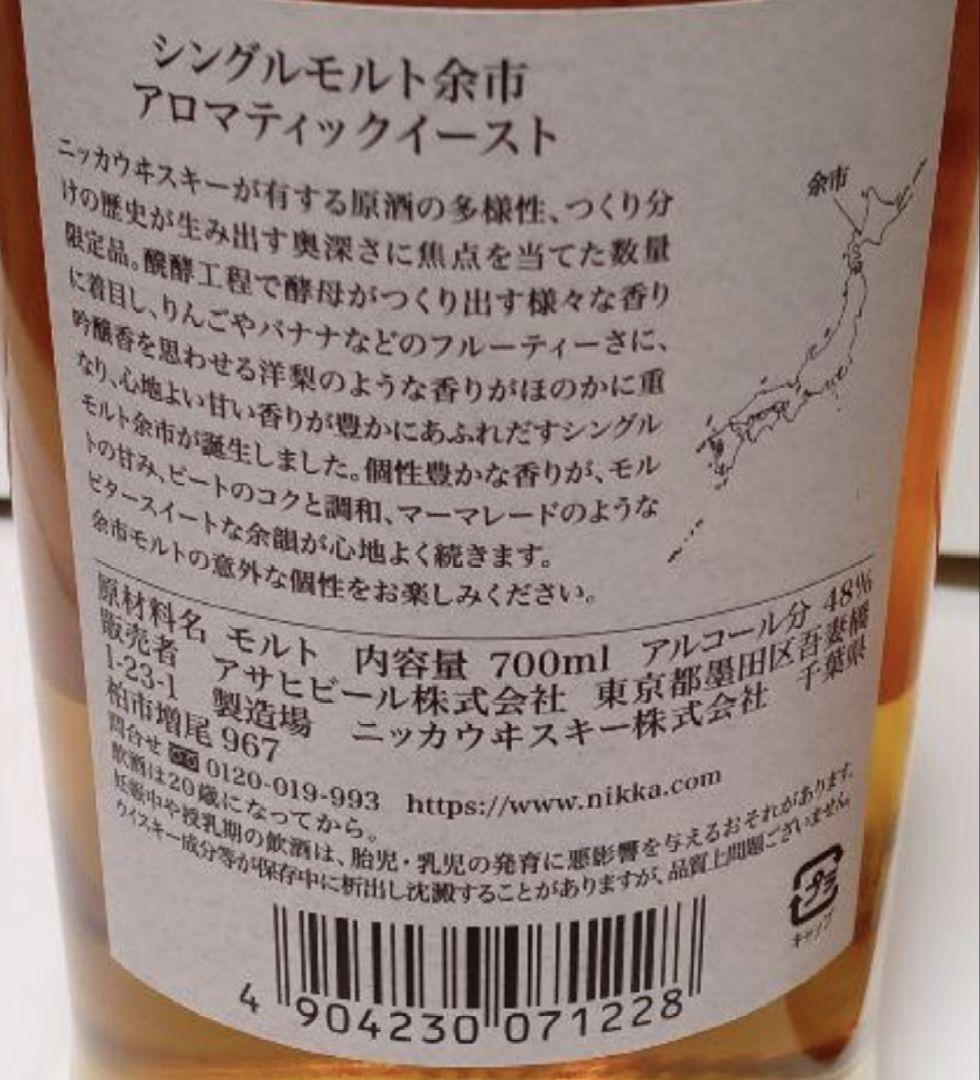 シングルモルト余市
アロマティックイースト
余市
ニッカウヰスキーが有する原酒の多様性、つくり分
けの歴史が生み出す奥深さに焦点を当てた数量
限定品。醗酵工程で酵母がつくり出す様々な香り
に着目し、りんごやバナナなどのフルーティーさに、
吟醸香を思わせる洋梨のような香りがほのかに重
なり、心地よい甘い香りが豊かにあふれだすシングル
モルト余市が誕生しました。個性豊かな香りが、モル
トの甘み、ピートのコクと調和、マーマレードのような
ビタースイートな余韻が心地よく続きます。
余市モルトの意外な個性をお楽しみください。
原材料名 モルト 内容量 700ml アルコール分 48%
販売者 アサヒビール株式会社 東京都墨田区吾妻橋
1-23-1 製造場 ニッカウヰスキー株式会社 千葉県
柏市増尾 967
問合せ 0120-019-993 https://www.nikka.com
飲酒は20歳になってから。
妊娠中や授乳期の飲酒は、胎児・乳児の発育に悪影響を与えるおそれがあります。
ウイスキー成分等が保存中に析出し沈澱することがありますが、品質上問題ございません。
プラ
キャップ
4 904230 071228